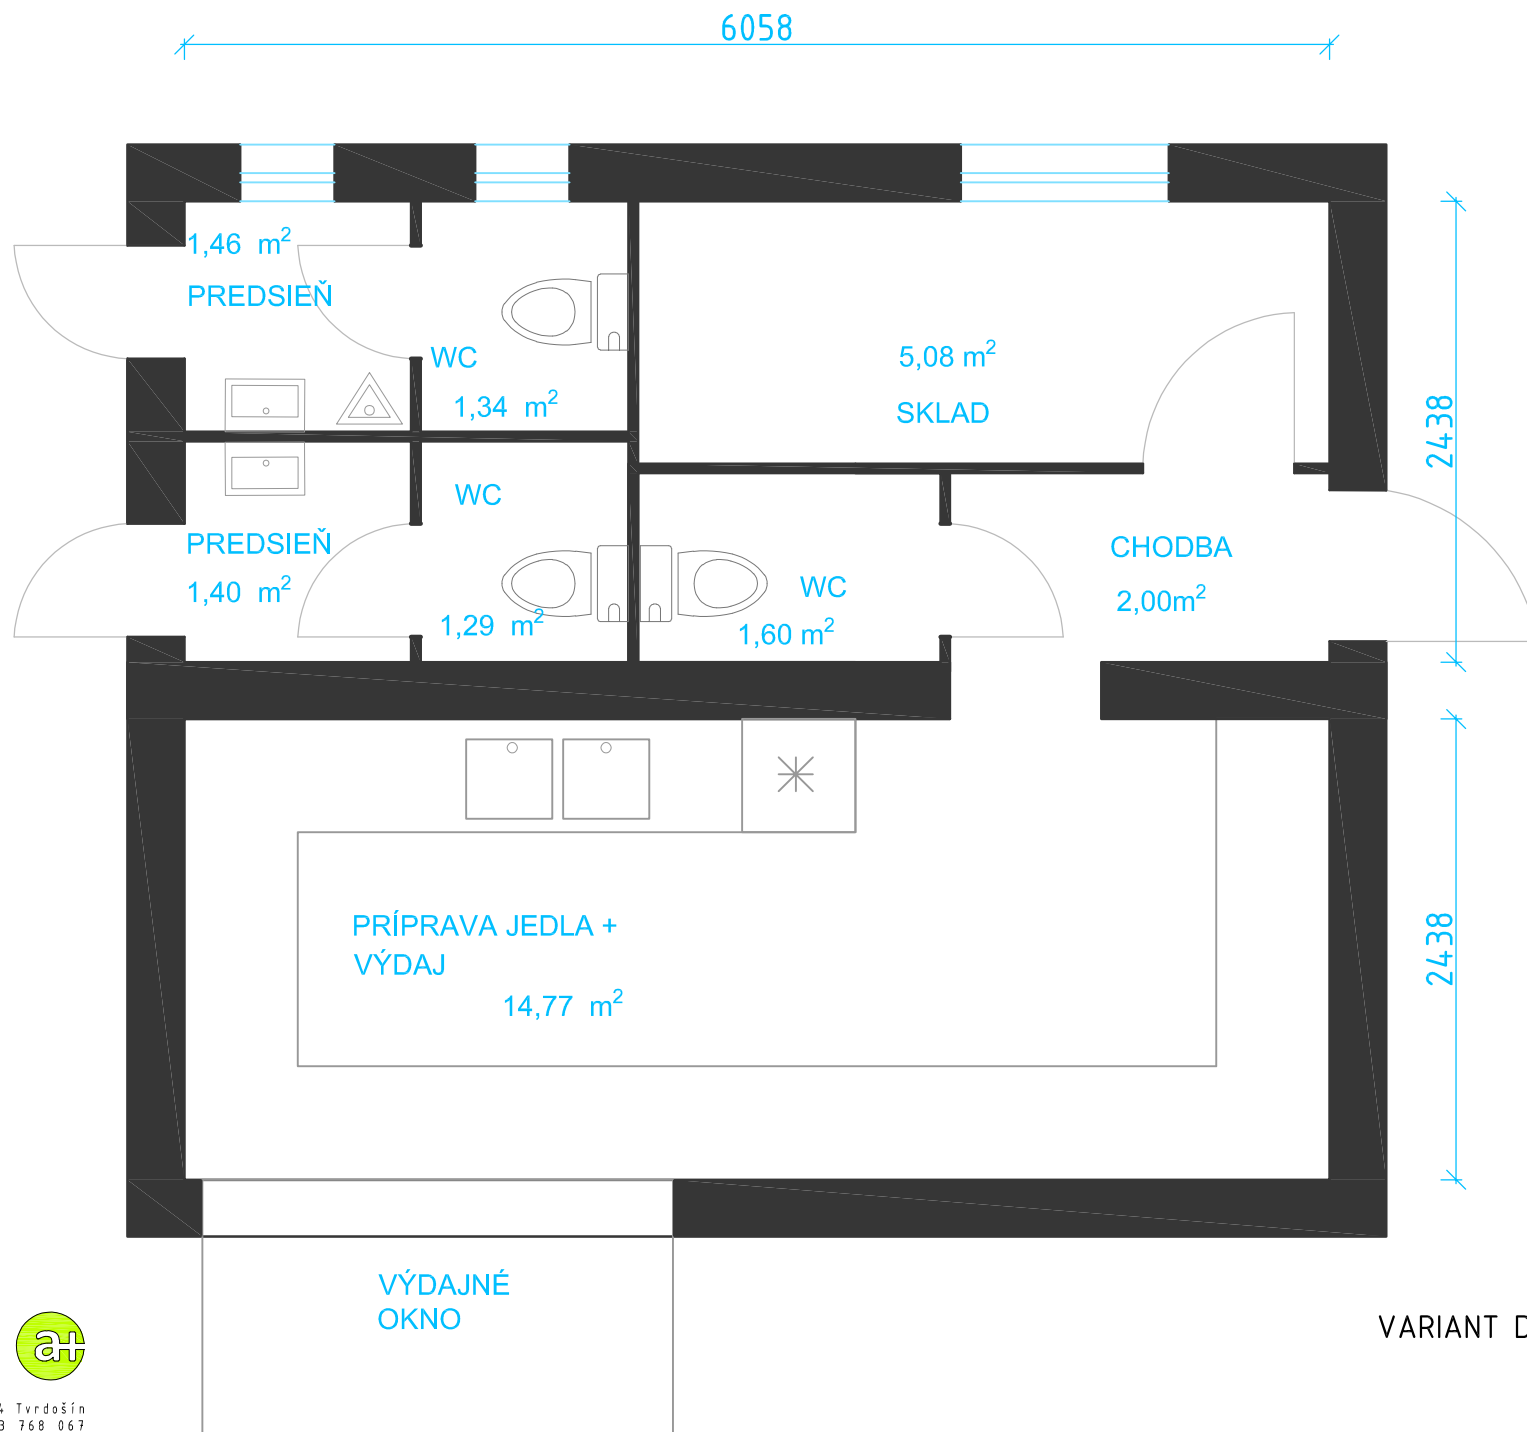 6058
1,46 m²
PREDSIEŇ
WC
1,34 m²
5,08 m²
SKLAD
2438
WC
PREDSIEŇ
1,40 m²
1,29 m²
WC
1,60 m²
CHODBA
2,00m²
PRÍPRAVA JEDLA +
VÝDAJ
14,77 m²
2438
VÝDAJNÉ
OKNO
VARIANT D
a+
4 Tvrdošín
3 768 067